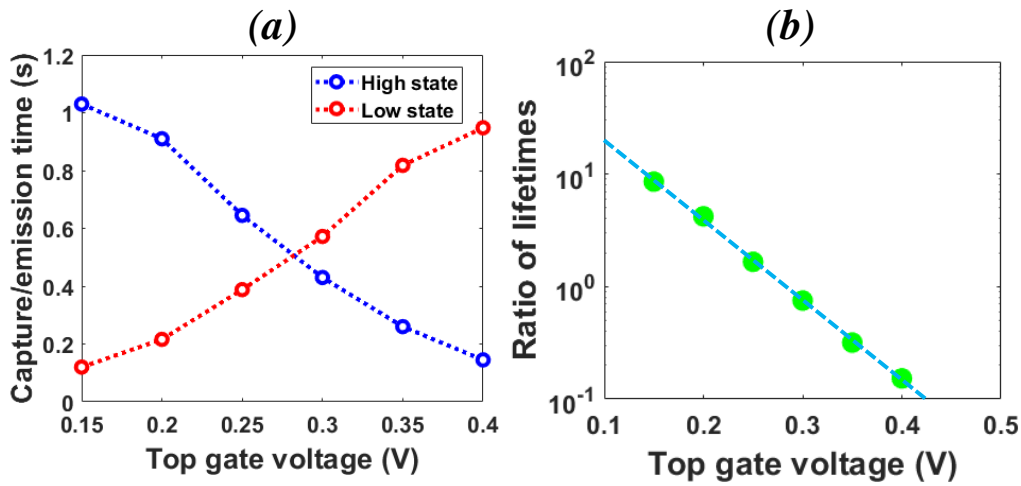 (a)
Capture/emission time (s)
1.2
1
0.8
0.6
0.4
0.2
0
High state
Low state
0.15 0.2 0.25 0.3 0.35 0.4
Top gate voltage (V)
(b)
Ratio of lifetimes
10^2
10^1
10^0
10^-1
0.1 0.2 0.3 0.4 0.5
Top gate voltage (V)